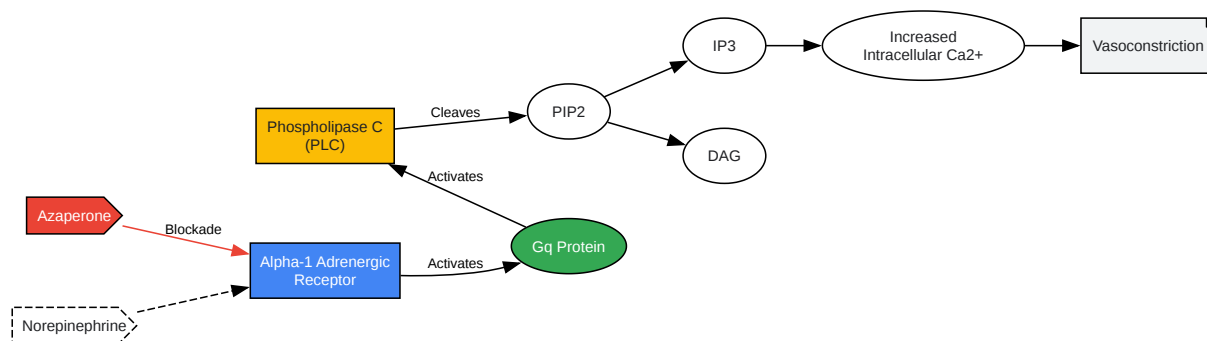 IP3
Increased
Intracellular Ca2+
Vasoconstriction
Cleaves
PIP2
Phospholipase C
(PLC)
DAG
Activates
Azaperone
Blockade
Gq Protein
Alpha-1 Adrenergic
Receptor
Activates
Norepinephrine